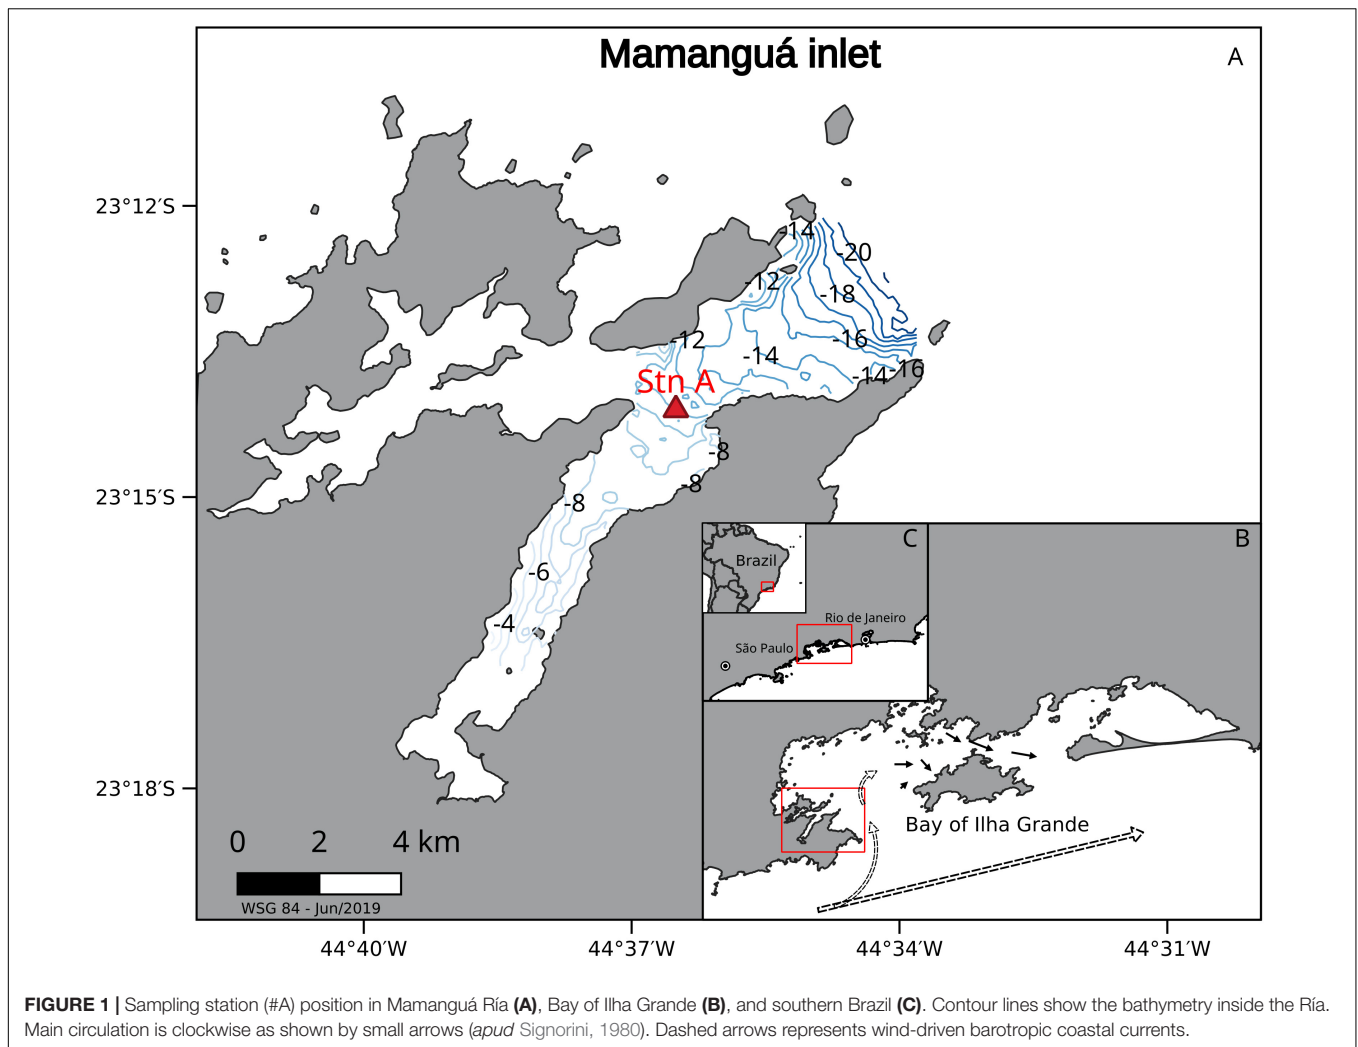 Mamanguá inlet
A
23°12′S
23°15′S
23°18′S
-14
-20
-12
-18
-12
-16
-14
-14
-16
Stn A
-8
-8
-8
-6
-4
0 2 4 km
WSG 84 - Jun/2019
C
B
Brazil
Rio de Janeiro
São Paulo
Bay of Ilha Grande
44°40′W 44°37′W 44°34′W 44°31′W
FIGURE 1 | Sampling station (#A) position in Mamanguá Ría (A), Bay of Ilha Grande (B), and southern Brazil (C). Contour lines show the bathymetry inside the Ría.
Main circulation is clockwise as shown by small arrows (apud Signorini, 1980). Dashed arrows represents wind-driven barotropic coastal currents.